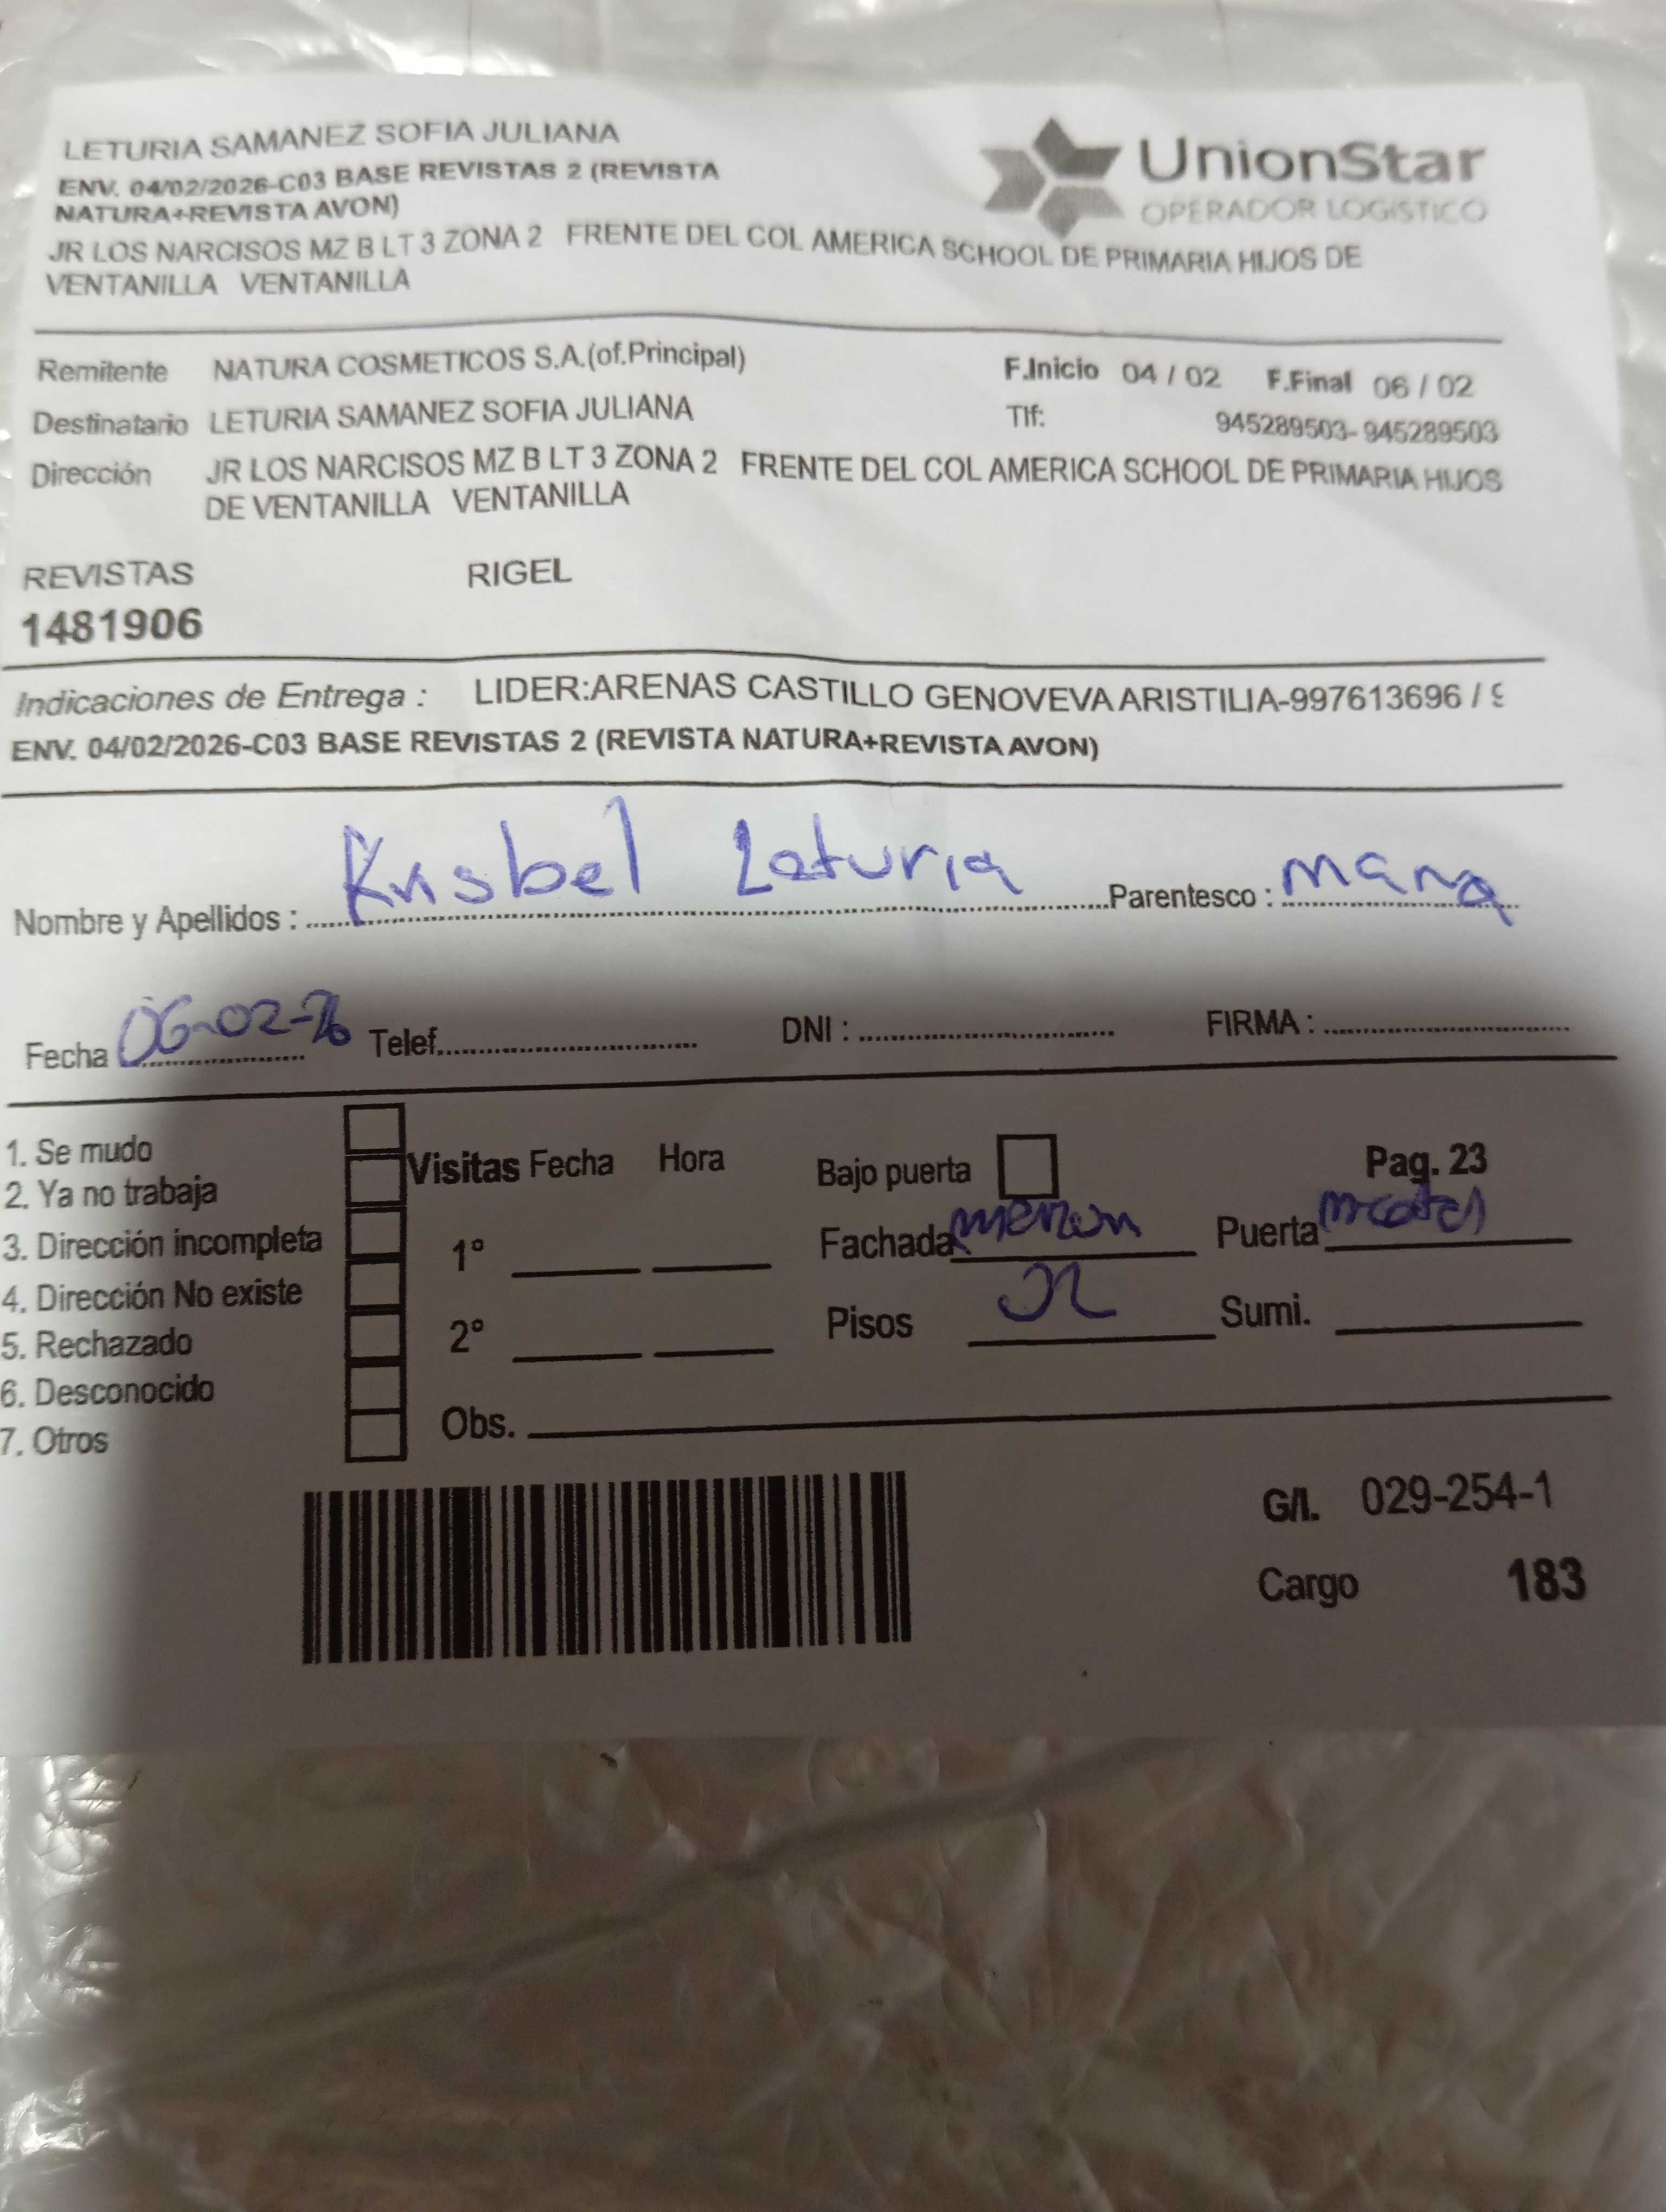 LETURIA SAMANEZ SOFIA JULIANA
ENV. 04/02/2026-C03 BASE REVISTAS 2 (REVISTA
NATURA+REVISTA AVON)
JR LOS NARCISOS MZ B LT 3 ZONA 2 FRENTE DEL COL AMERICA SCHOOL DE PRIMARIA HIJOS DE
VENTANILLA VENTANILLA
UnionStar
OPERADOR LOGISTICO
Remitente NATURA COSMETICOS S.A.(of.Principal) F.Inicio 04 / 02 F.Final 06 / 02
Destinatario LETURIA SAMANEZ SOFIA JULIANA Tlf: 945289503- 945289503
Dirección JR LOS NARCISOS MZ B LT 3 ZONA 2 FRENTE DEL COL AMERICA SCHOOL DE PRIMARIA HIJOS
DE VENTANILLA VENTANILLA
REVISTAS RIGEL
1481906
Indicaciones de Entrega : LIDER:ARENAS CASTILLO GENOVEVA ARISTILIA-997613696 / 9
ENV. 04/02/2026-C03 BASE REVISTAS 2 (REVISTA NATURA+REVISTA AVON)
Nombre y Apellidos : Krisbel Leturia Parentesco :
Fecha 06-02-26 Telef. DNI : FIRMA :
1. Se mudo
2. Ya no trabaja
3. Dirección incompleta
4. Dirección No existe
5. Rechazado
6. Desconocido
7. Otros
Visitas Fecha Hora
1º
2º
Obs.
Bajo puerta Pag. 23
Fachada Puerta
Pisos Sumi.
G/I. 029-254-1
Cargo 183